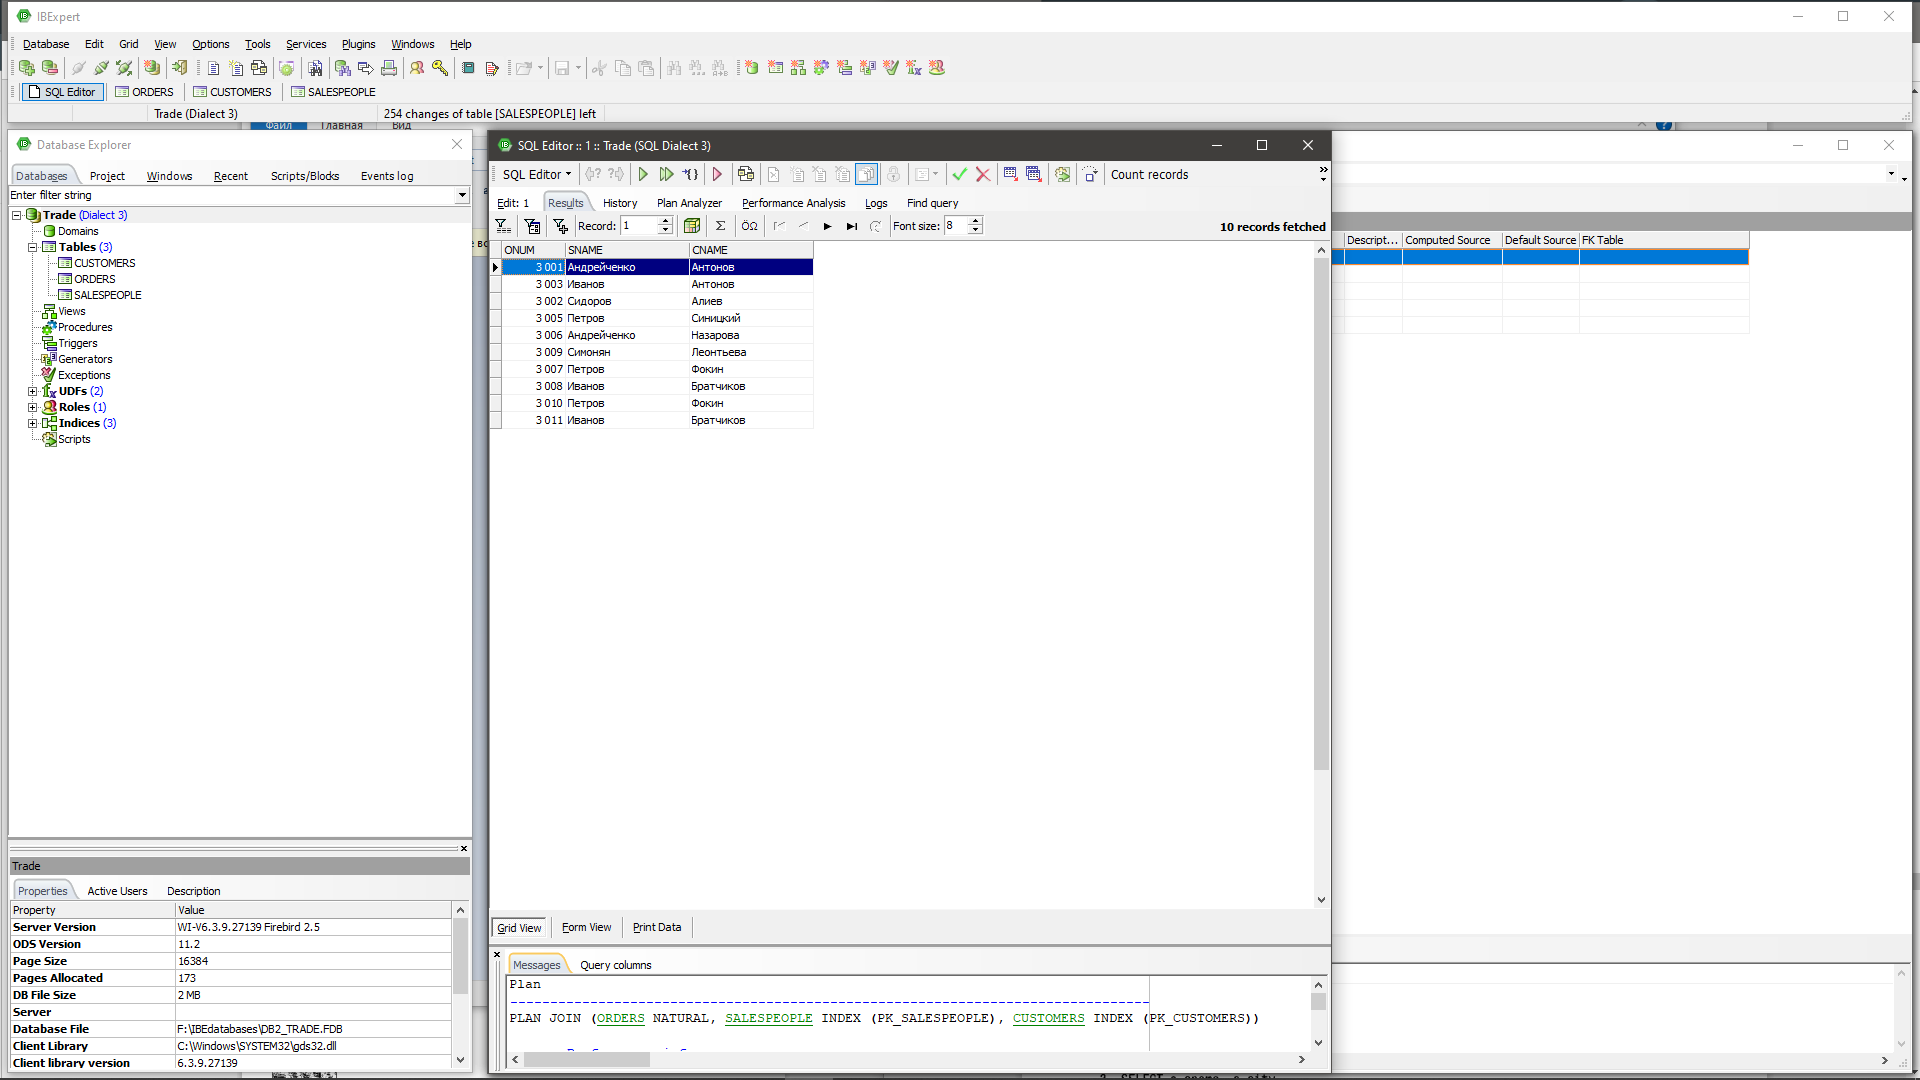 IBExpert
Database Edit Grid View Options Tools Services Plugins Windows Help
SQL Editor ORDERS CUSTOMERS SALESPEOPLE
Trade (Dialect 3) 254 changes of table [SALESPEOPLE] left
Файл Главная Вид
Database Explorer
Databases Project Windows Recent Scripts/Blocks Events log
Enter filter string
Trade (Dialect 3)
Domains
Tables (3)
CUSTOMERS
ORDERS
SALESPEOPLE
Views
Procedures
Triggers
Generators
Exceptions
UDFs (2)
Roles (1)
Indices (3)
Scripts
Trade
Properties Active Users Description
Property Value
Server Version WI-V6.3.9.27139 Firebird 2.5
ODS Version 11.2
Page Size 16384
Pages Allocated 173
DB File Size 2 MB
Server
Database File F:\IBEdatabases\DB2_TRADE.FDB
Client Library C:\Windows\SYSTEM32\gds32.dll
Client library version 6.3.9.27139
SQL Editor :: 1 :: Trade (SQL Dialect 3)
SQL Editor Count records
Edit: 1 Results History Plan Analyzer Performance Analysis Logs Find query
Record: 1 Σ ÖΩ Font size: 8 10 records fetched
ONUM SNAME CNAME
3 001 Андрейченко Антонов
3 003 Иванов Антонов
3 002 Сидоров Алиев
3 005 Петров Синицкий
3 006 Андрейченко Назарова
3 009 Симонян Леонтьева
3 007 Петров Фокин
3 008 Иванов Братчиков
3 010 Петров Фокин
3 011 Иванов Братчиков
Grid View Form View Print Data
Messages Query columns
Plan
PLAN JOIN (ORDERS NATURAL, SALESPEOPLE INDEX (PK_SALESPEOPLE), CUSTOMERS INDEX (PK_CUSTOMERS))
Descript... Computed Source Default Source FK Table